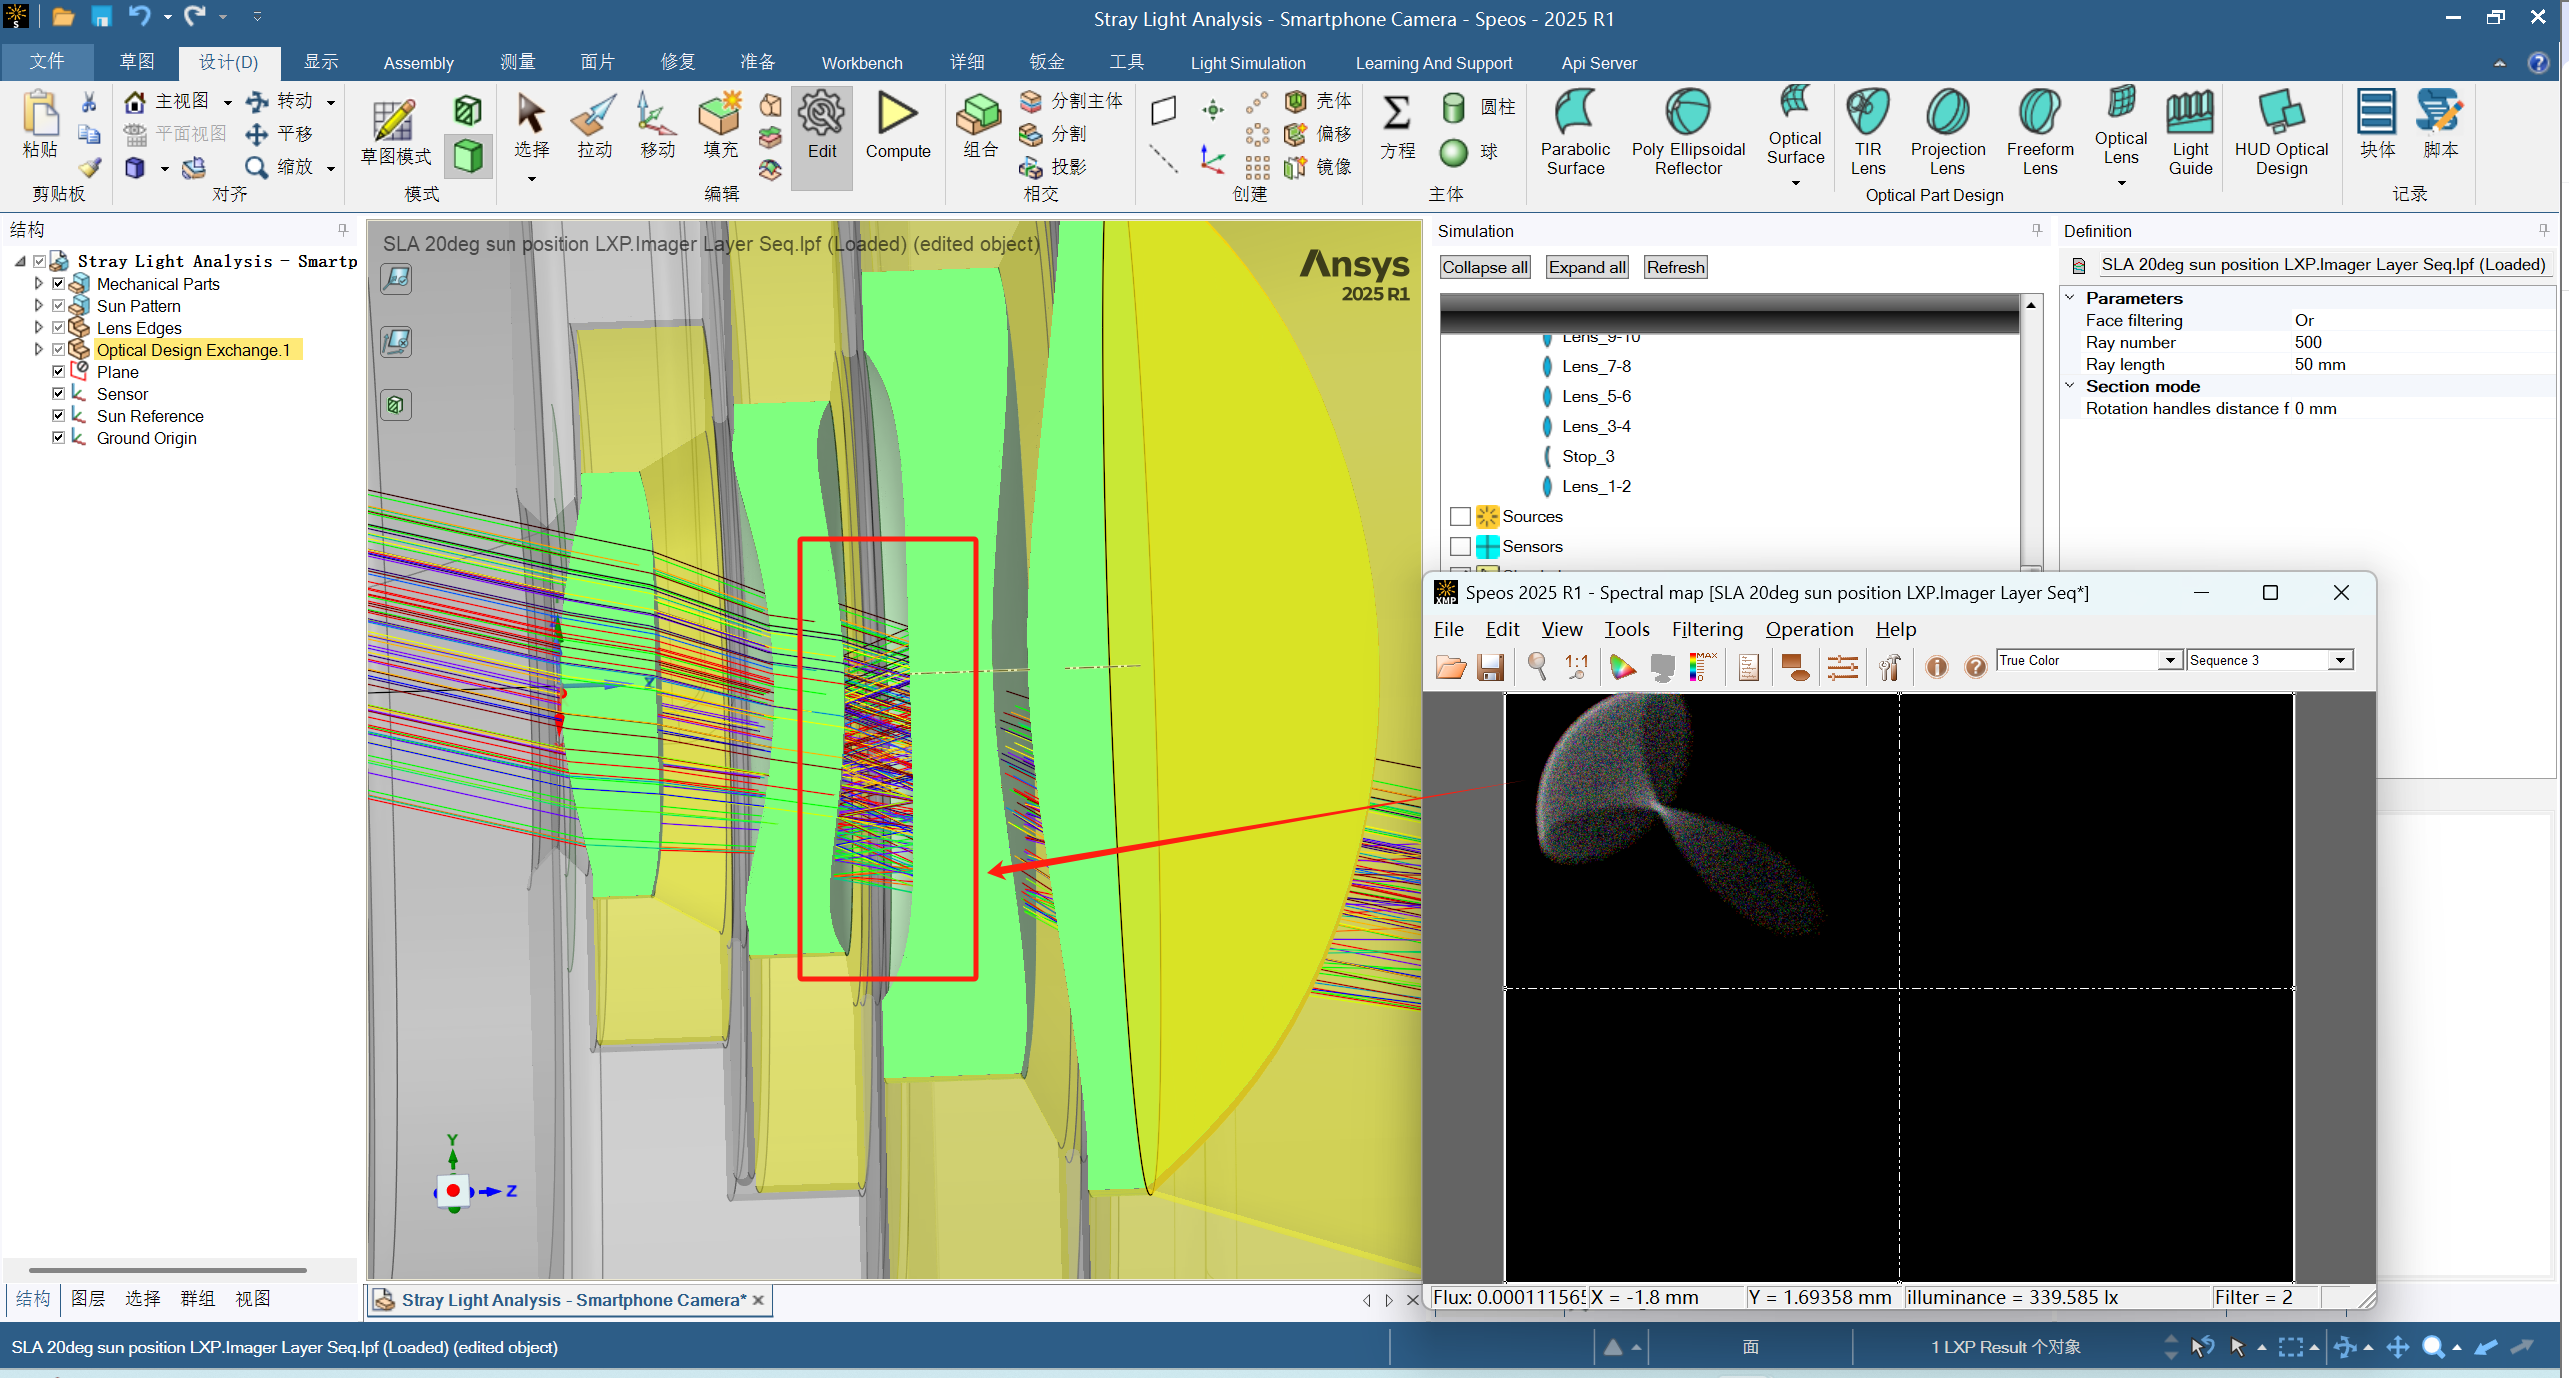 Stray Light Analysis - Smartphone Camera - Speos - 2025 R1
文件 草图 设计(D) 显示 Assembly 测量 面片 修复 准备 Workbench 详细 钣金 工具 Light Simulation Learning And Support Api Server
粘贴
剪贴板
主视图 转动
平面视图 平移
缩放
对齐
草图模式
模式
选择 拉动 移动 填充 Edit Compute
编辑
组合 分割主体
分割
投影
相交
壳体
偏移
镜像
创建
方程 圆柱
球
主体
Parabolic Surface
Poly Ellipsoidal Reflector
Optical Surface
TIR Lens
Projection Lens
Freeform Lens
Optical Lens
Light Guide
HUD Optical Design
Optical Part Design
块体 脚本
记录
结构
Stray Light Analysis - Smartp
Mechanical Parts
Sun Pattern
Lens Edges
Optical Design Exchange.1
Plane
Sensor
Sun Reference
Ground Origin
结构 图层 选择 群组 视图
SLA 20deg sun position LXP.Imager Layer Seq.lpf (Loaded) (edited object)
Ansys
2025 R1
Y
Z
Stray Light Analysis - Smartphone Camera*
Simulation
Collapse all Expand all Refresh
Lens_9-10
Lens_7-8
Lens_5-6
Lens_3-4
Stop_3
Lens_1-2
Sources
Sensors
Definition
SLA 20deg sun position LXP.Imager Layer Seq.lpf (Loaded)
Parameters
Face filtering Or
Ray number 500
Ray length 50 mm
Section mode
Rotation handles distance f 0 mm
Speos 2025 R1 - Spectral map [SLA 20deg sun position LXP.Imager Layer Seq*]
File Edit View Tools Filtering Operation Help
1:1 MAX True Color Sequence 3
Flux: 0.00011156 X = -1.8 mm Y = 1.69358 mm illuminance = 339.585 lx Filter = 2
SLA 20deg sun position LXP.Imager Layer Seq.lpf (Loaded) (edited object) 面 1 LXP Result 个对象